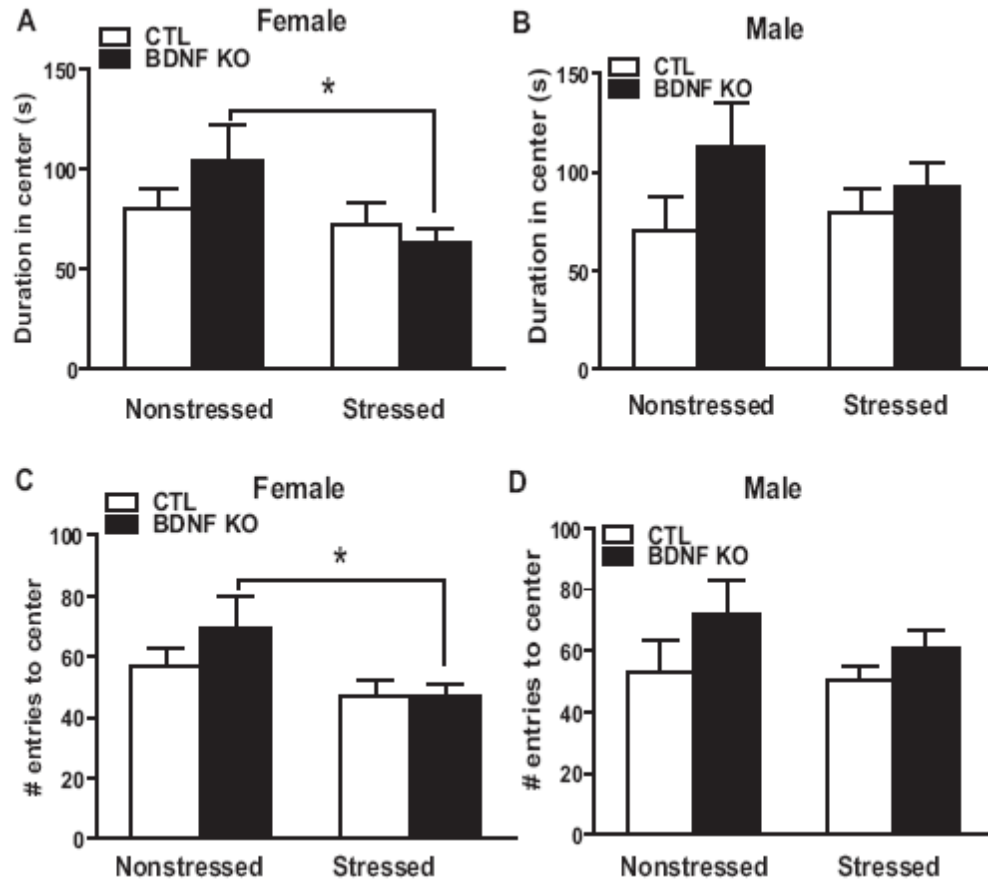 A
Female
CTL
BDNF KO
Duration in center (s)
150
100
50
0
*
Nonstressed
Stressed
B
Male
CTL
BDNF KO
Duration in center (s)
150
100
50
0
Nonstressed
Stressed
C
Female
CTL
BDNF KO
# entries to center
100
80
60
40
20
0
*
Nonstressed
Stressed
D
Male
CTL
BDNF KO
# entries to center
100
80
60
40
20
0
Nonstressed
Stressed